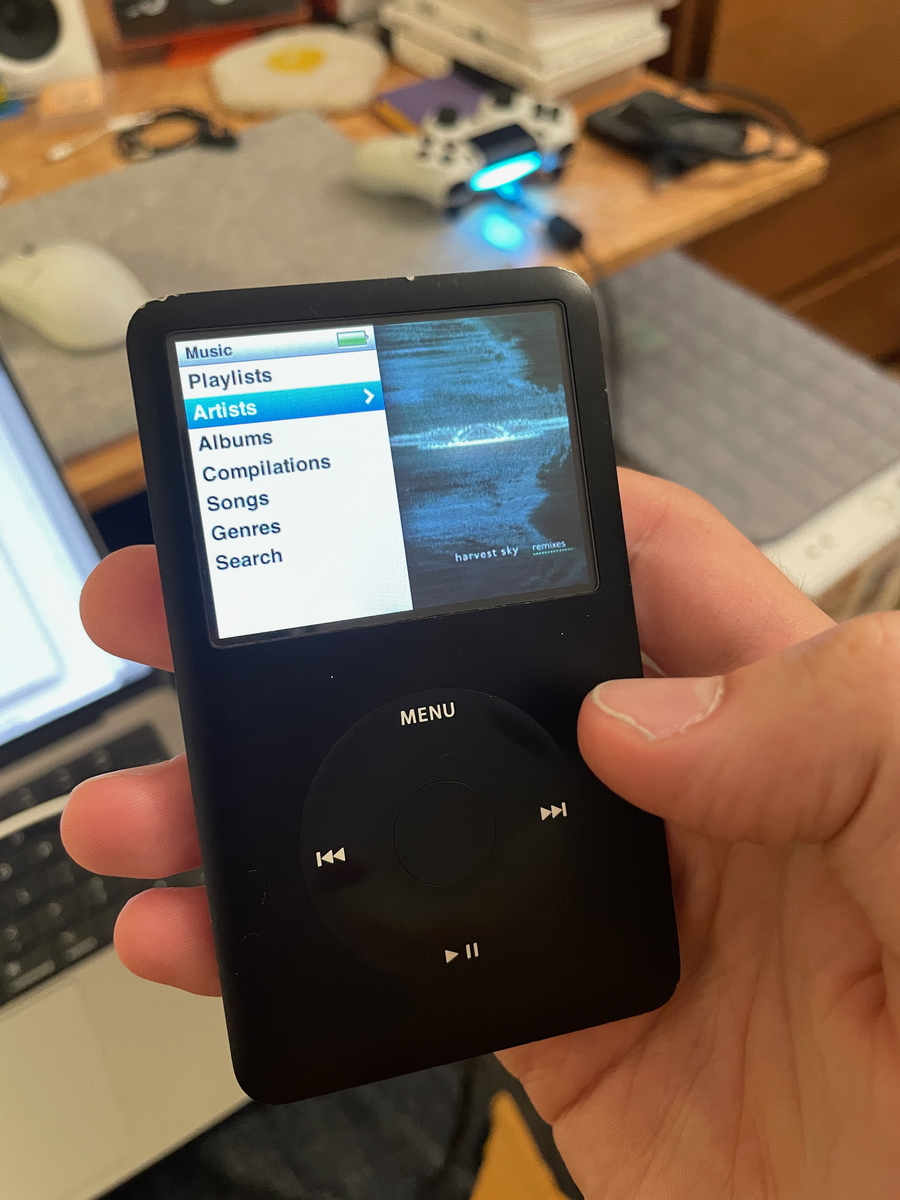 Music
Playlists
Artists
Albums
Compilations
Songs
Genres
Search
harvest sky remixes
MENU